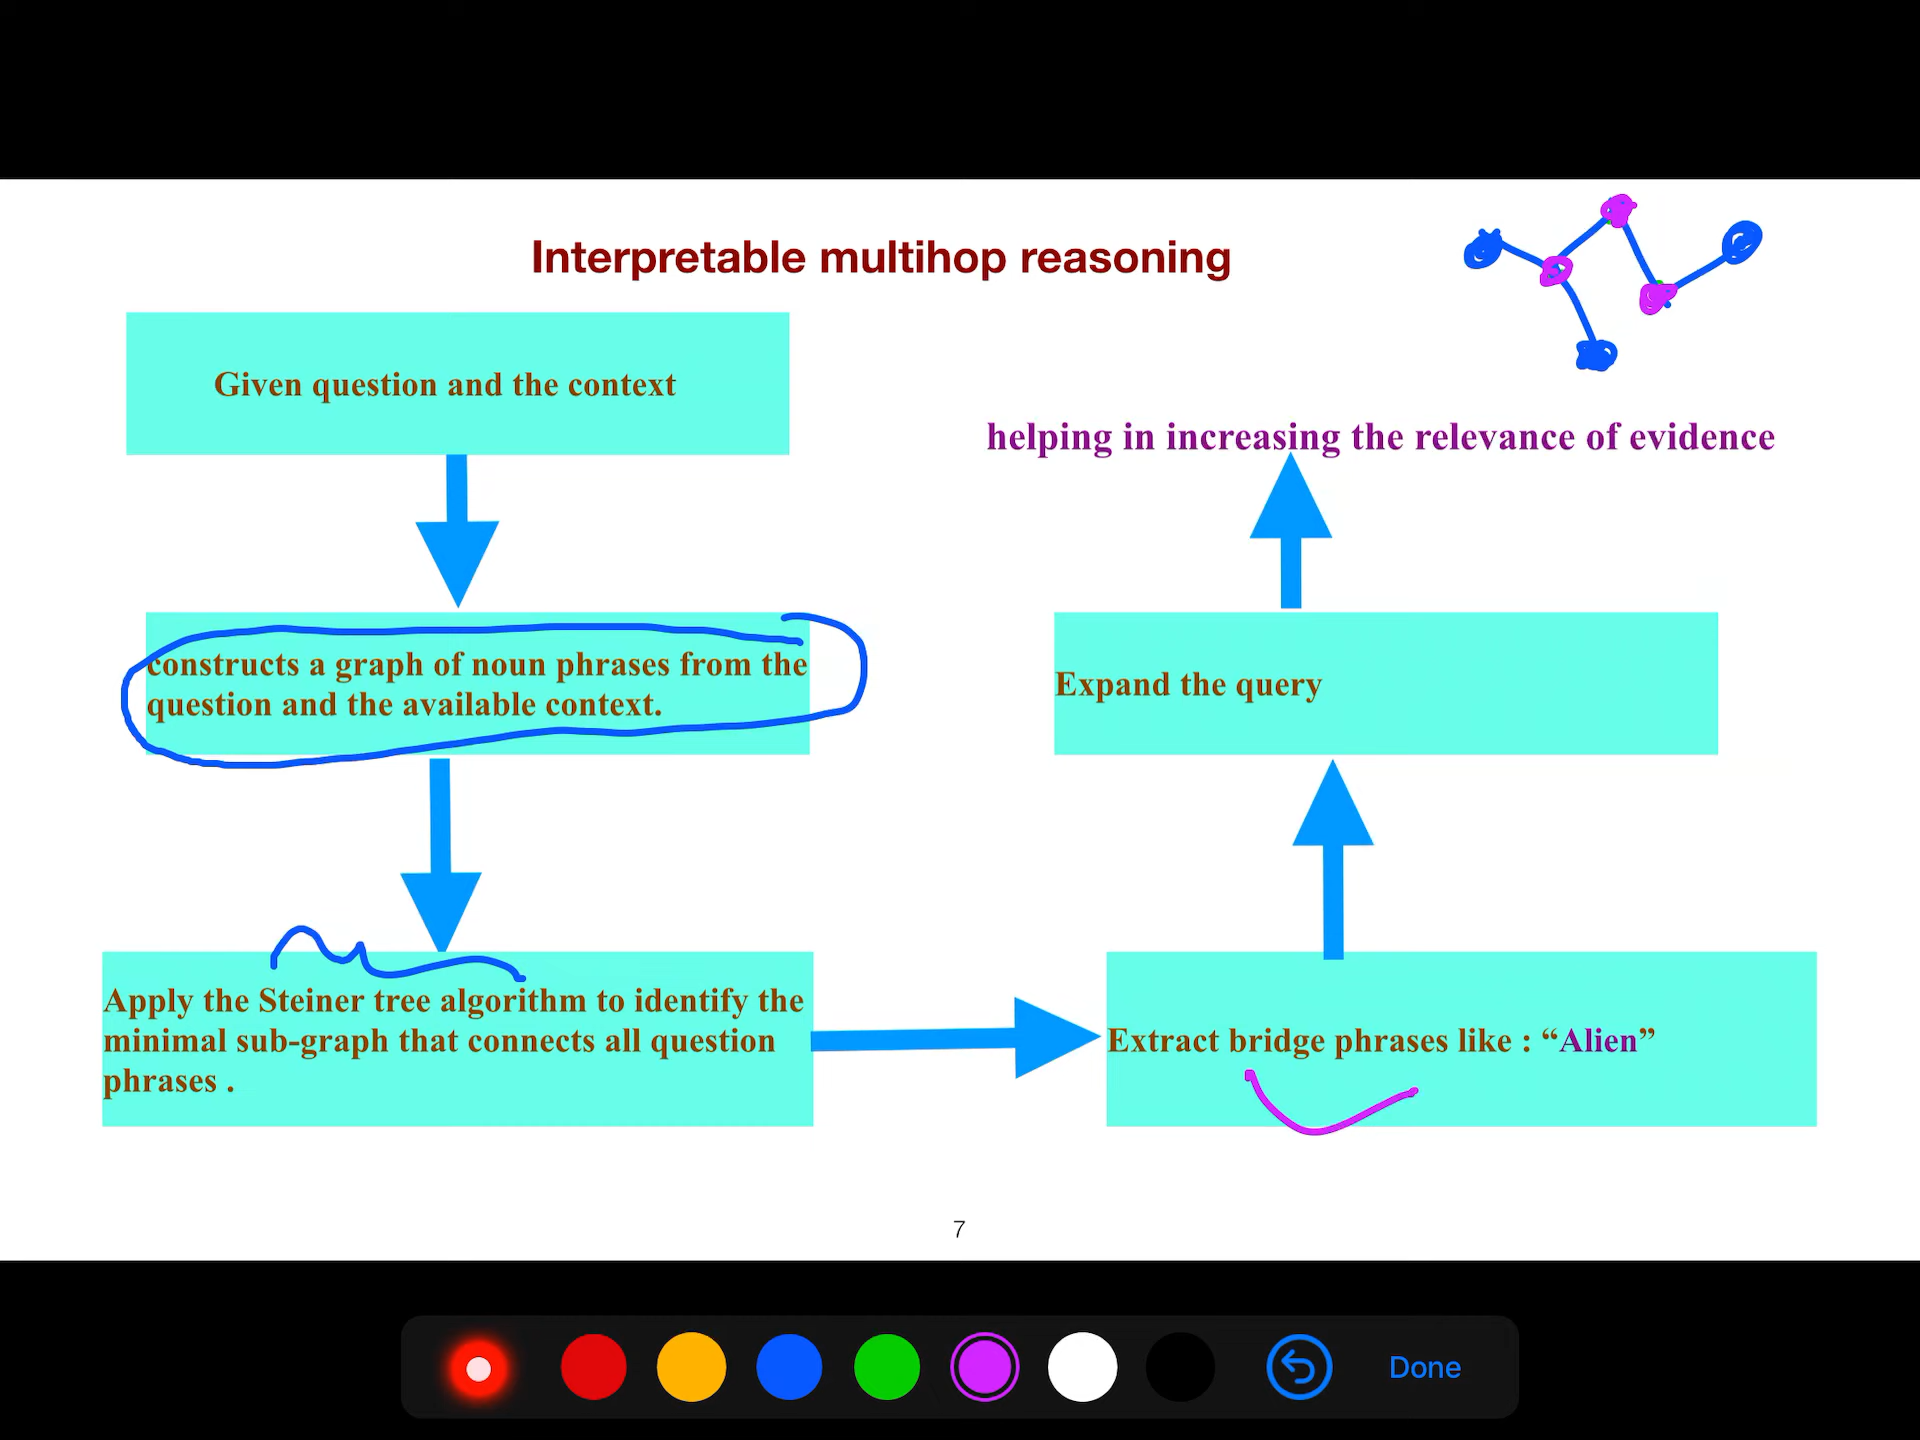 Interpretable multihop reasoning
Given question and the context
constructs a graph of noun phrases from the
question and the available context.
Apply the Steiner tree algorithm to identify the
minimal sub-graph that connects all question
phrases .
Extract bridge phrases like : “Alien”
Expand the query
helping in increasing the relevance of evidence
7
Done